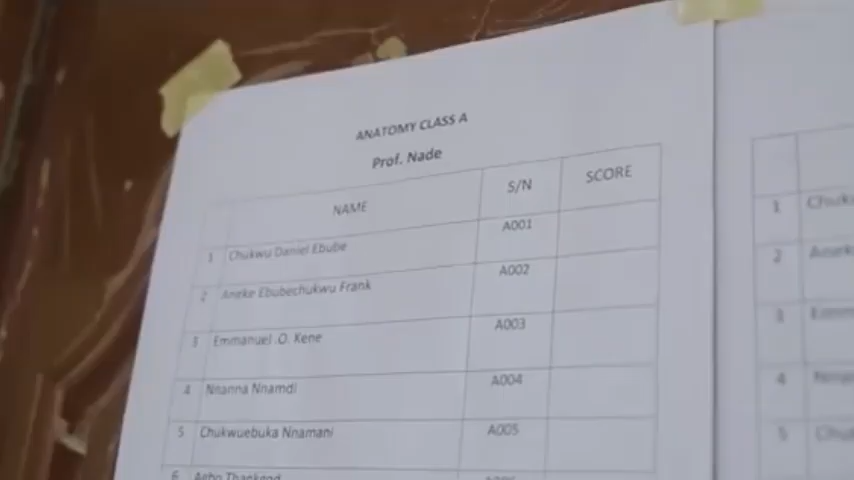 ANATOMY CLASS A
Prof. Nade
NAME S/N SCORE
1 Chukwu Daniel Ebube A001
2 Aneke Ebubechukwu Frank A002
3 Emmanuel .O. Kene A003
4 Nnanna Nnamdi A004
5 Chukwuebuka Nnamani A005
6
1
2
3
4
5